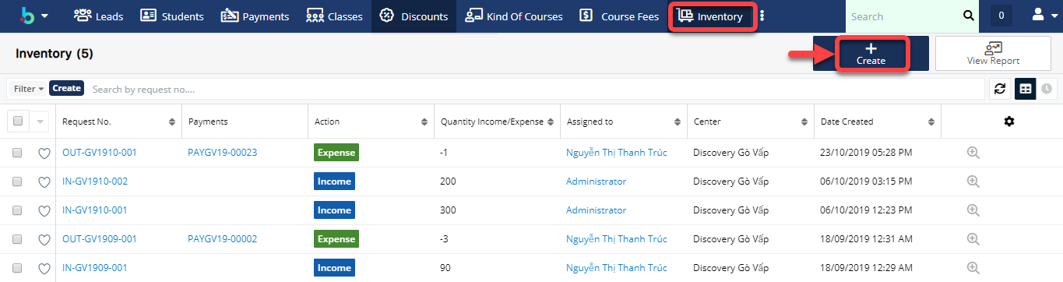 Leads Students Payments Classes Discounts Kind Of Courses Course Fees Inventory Search 0
Inventory (5) Create View Report
Filter Create Search by request no....
Request No. Payments Action Quantity Income/Expense Assigned to Center Date Created
OUT-GV1910-001 PAYGV19-00023 Expense -1 Nguyễn Thị Thanh Trúc Discovery Gò Vấp 23/10/2019 05:28 PM
IN-GV1910-002 Income 200 Administrator Discovery Gò Vấp 06/10/2019 03:15 PM
IN-GV1910-001 Income 300 Administrator Discovery Gò Vấp 06/10/2019 12:23 PM
OUT-GV1909-001 PAYGV19-00002 Expense -3 Nguyễn Thị Thanh Trúc Discovery Gò Vấp 18/09/2019 12:31 AM
IN-GV1909-001 Income 90 Nguyễn Thị Thanh Trúc Discovery Gò Vấp 18/09/2019 12:29 AM